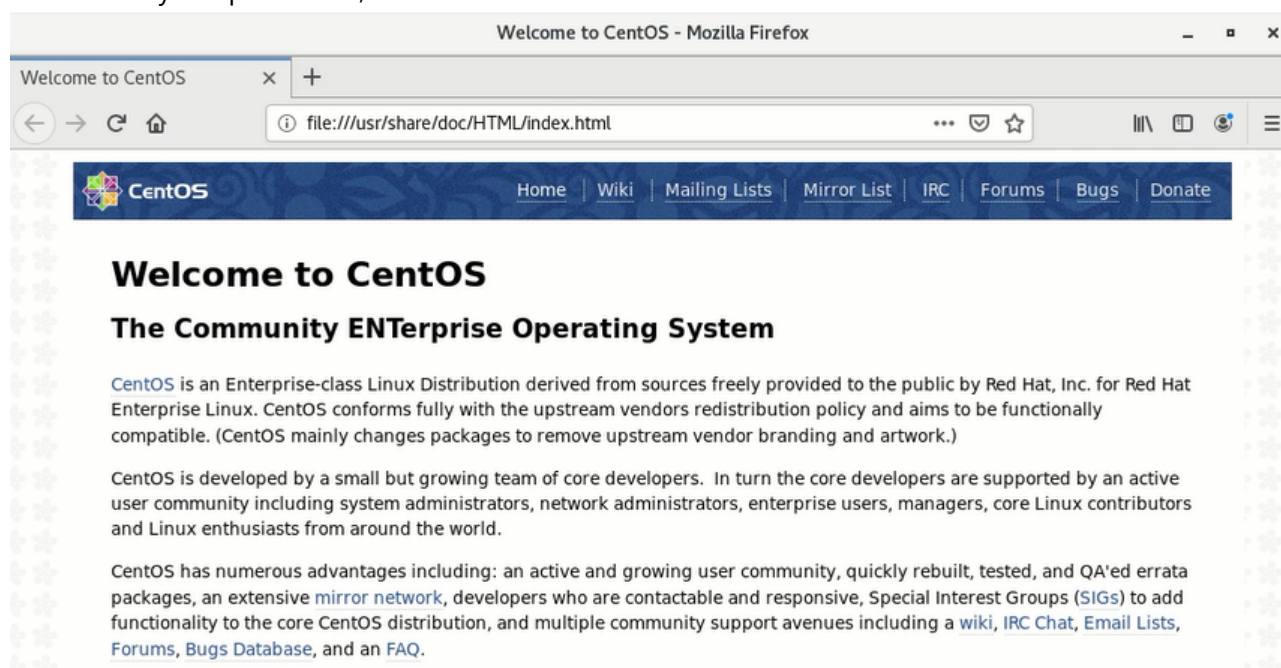 Welcome to CentOS - Mozilla Firefox
Welcome to CentOS
file:///usr/share/doc/HTML/index.html
CentOS Home Wiki Mailing Lists Mirror List IRC Forums Bugs Donate
Welcome to CentOS
The Community ENTerprise Operating System
CentOS is an Enterprise-class Linux Distribution derived from sources freely provided to the public by Red Hat, Inc. for Red Hat
Enterprise Linux. CentOS conforms fully with the upstream vendors redistribution policy and aims to be functionally
compatible. (CentOS mainly changes packages to remove upstream vendor branding and artwork.)
CentOS is developed by a small but growing team of core developers.  In turn the core developers are supported by an active
user community including system administrators, network administrators, enterprise users, managers, core Linux contributors
and Linux enthusiasts from around the world.
CentOS has numerous advantages including: an active and growing user community, quickly rebuilt, tested, and QA'ed errata
packages, an extensive mirror network, developers who are contactable and responsive, Special Interest Groups (SIGs) to add
functionality to the core CentOS distribution, and multiple community support avenues including a wiki, IRC Chat, Email Lists,
Forums, Bugs Database, and an FAQ.